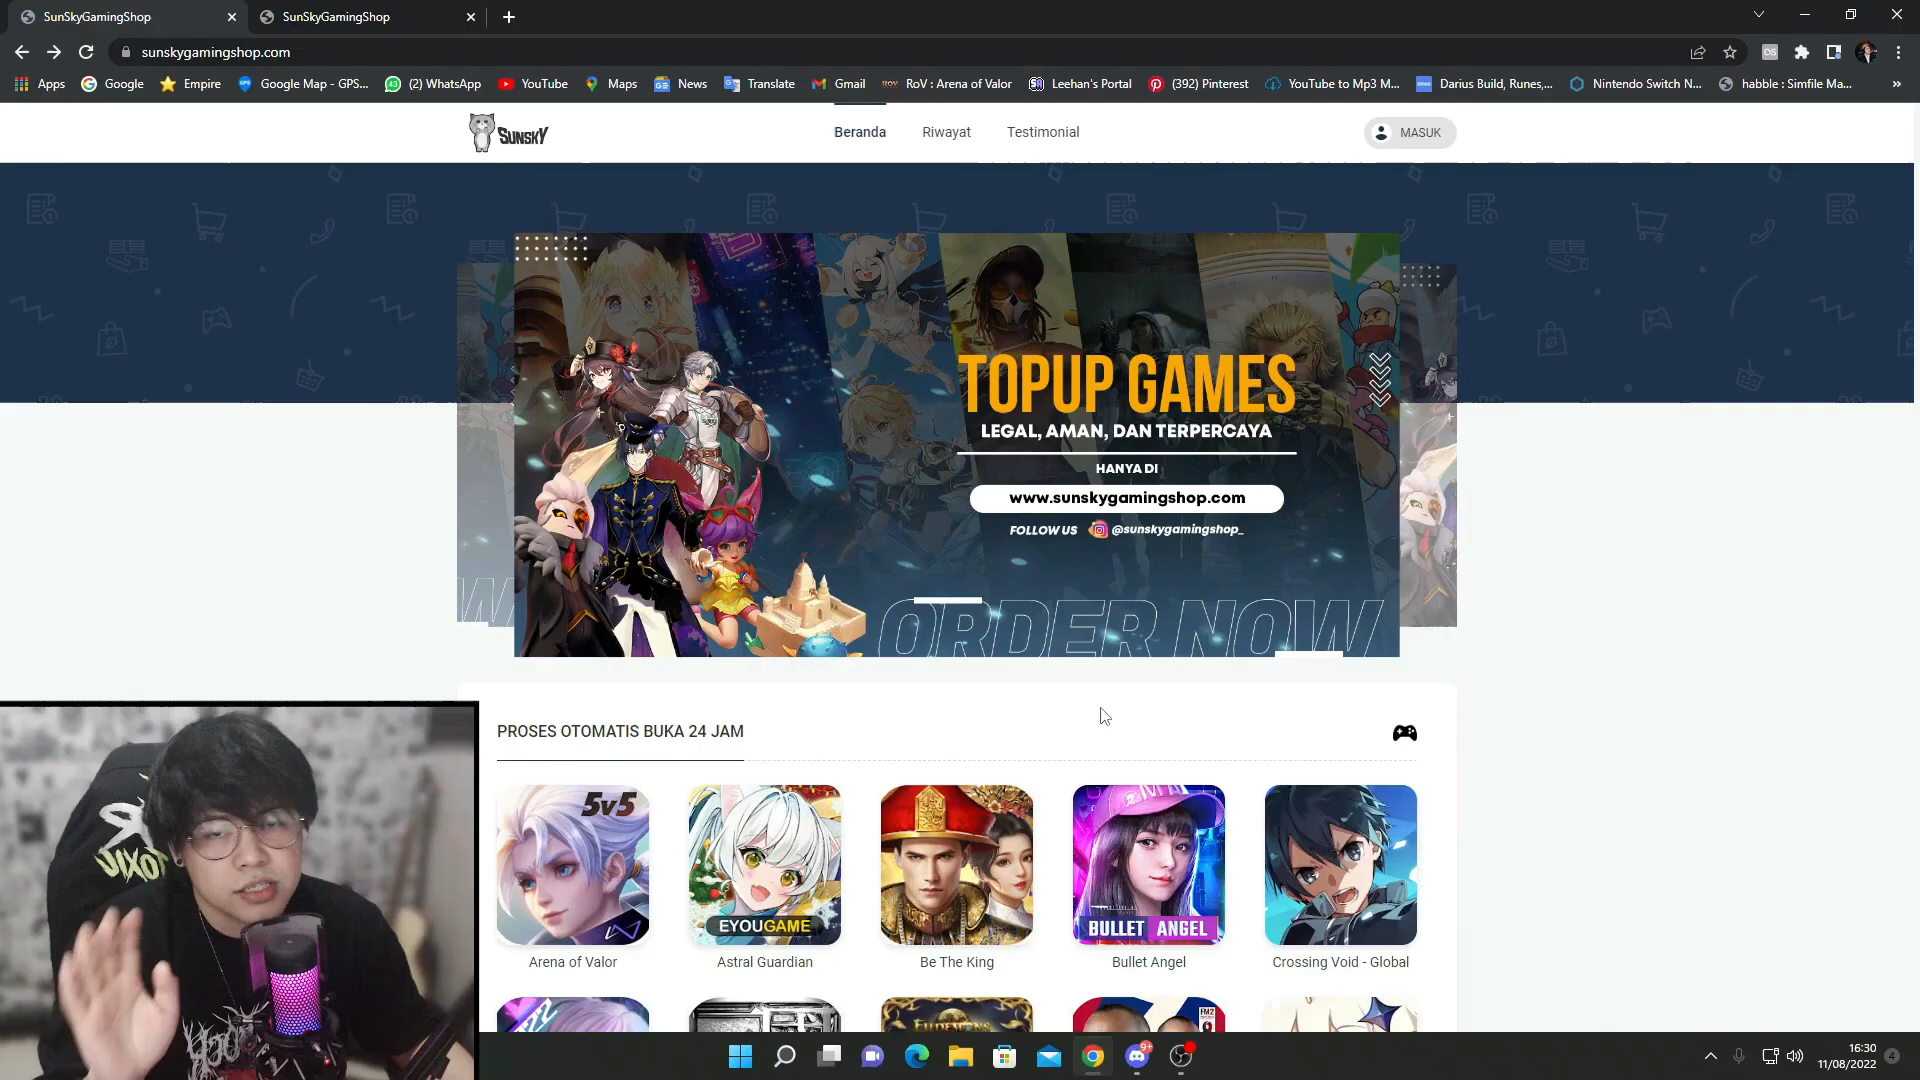 SunSkyGamingShop
SunSkyGamingShop
sunskygamingshop.com
Apps
Google
Empire
Google Map - GPS...
(2) WhatsApp
YouTube
Maps
News
Translate
Gmail
RoV : Arena of Valor
Leehan's Portal
(392) Pinterest
YouTube to Mp3 M...
Darius Build, Runes,...
Nintendo Switch N...
habble : Simfile Ma...
SUNSKY
Beranda
Riwayat
Testimonial
MASUK
TOPUP GAMES
LEGAL, AMAN, DAN TERPERCAYA
HANYA DI
www.sunskygamingshop.com
FOLLOW US
@sunskygamingshop_
ORDER NOW
PROSES OTOMATIS BUKA 24 JAM
5v5
EYOUGAME
BULLET ANGEL
Arena of Valor
Astral Guardian
Be The King
Bullet Angel
Crossing Void - Global
FM2
9+
16:30
11/08/2022
4